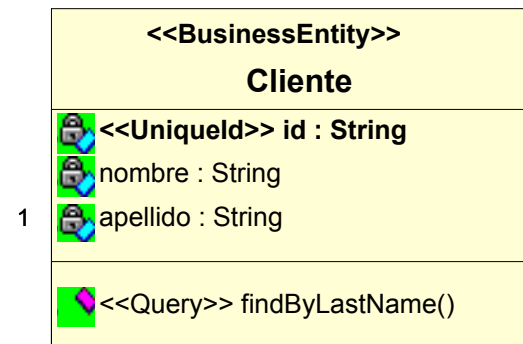 <<BusinessEntity>>
Cliente
<<UniqueId>> id : String
nombre : String
1 apellido : String
<<Query>> findByLastName()